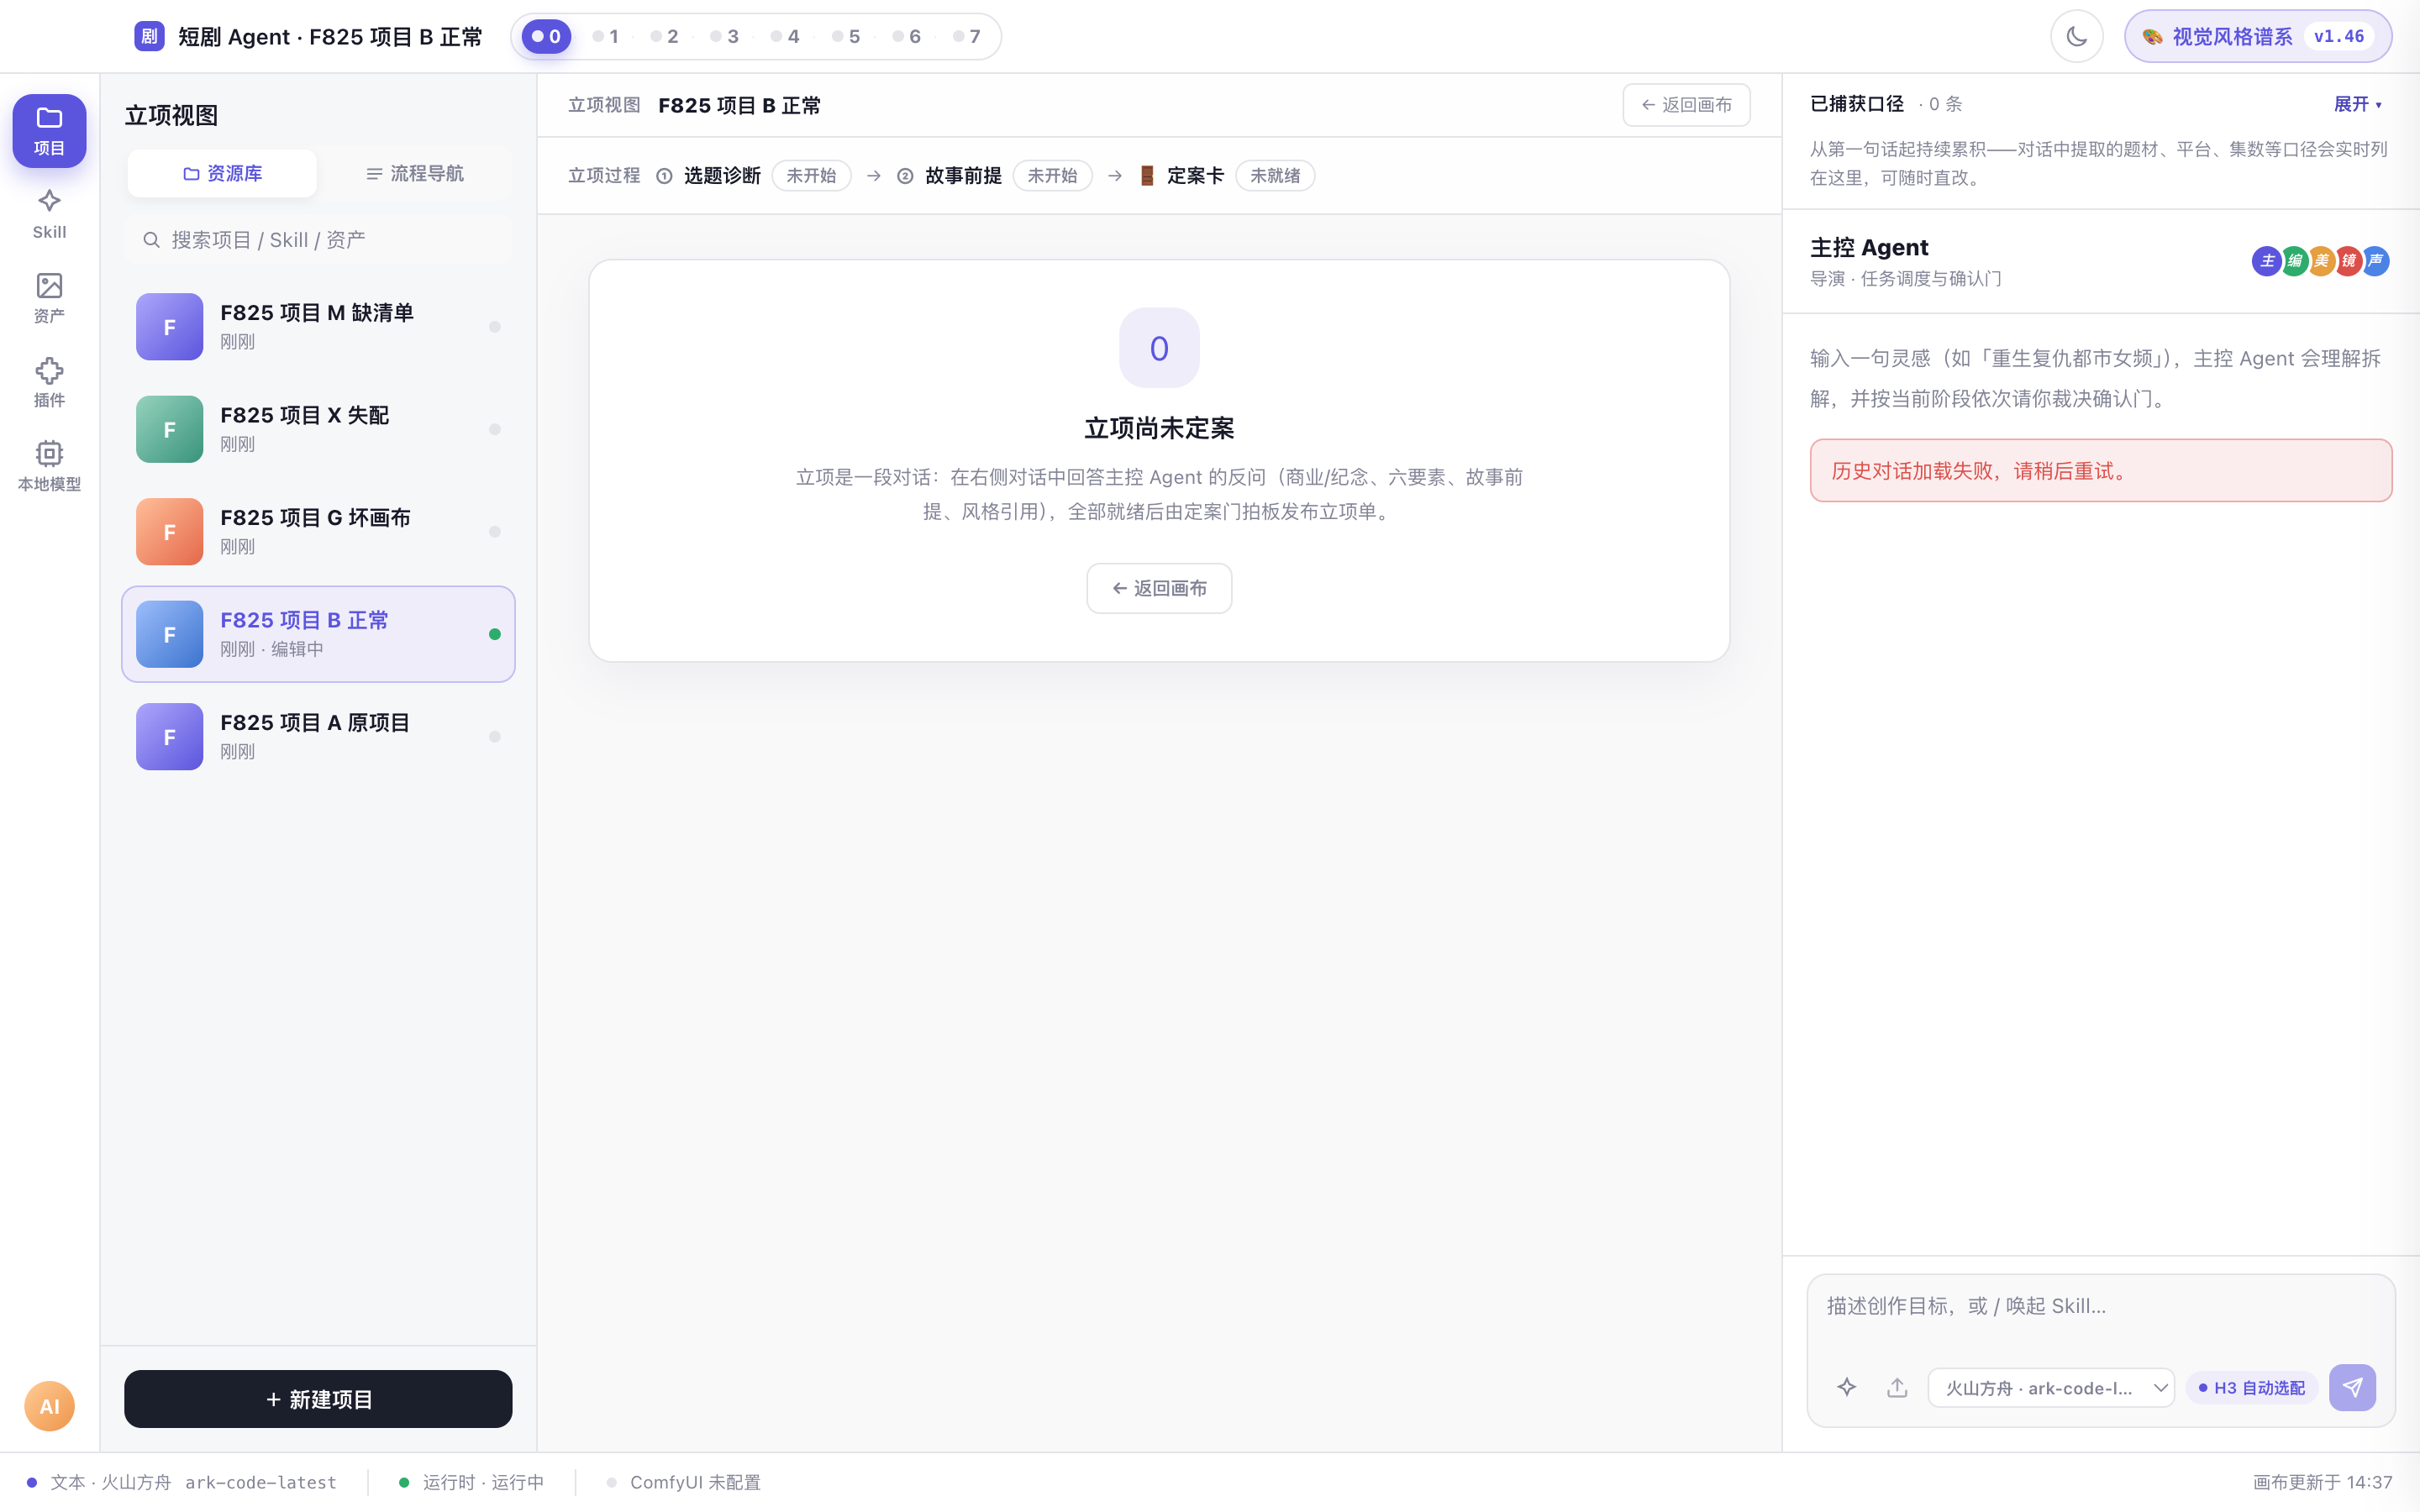 剧 短剧 Agent · F825 项目 B 正常
0 · 1 · 2 · 3 · 4 · 5 · 6 · 7
视觉风格谱系 v1.46
项目
Skill
资产
插件
本地模型
AI
立项视图
资源库
流程导航
搜索项目 / Skill / 资产
F
F825 项目 M 缺清单
刚刚
F
F825 项目 X 失配
刚刚
F
F825 项目 G 坏画布
刚刚
F
F825 项目 B 正常
刚刚 · 编辑中
F
F825 项目 A 原项目
刚刚
+ 新建项目
立项视图 F825 项目 B 正常
← 返回画布
立项过程 ① 选题诊断 未开始 → ② 故事前提 未开始 → 定案卡 未就绪
0
立项尚未定案
立项是一段对话：在右侧对话中回答主控 Agent 的反问（商业/纪念、六要素、故事前
提、风格引用），全部就绪后由定案门拍板发布立项单。
← 返回画布
已捕获口径 · 0 条
展开 ▾
从第一句话起持续累积——对话中提取的题材、平台、集数等口径会实时列
在这里，可随时直改。
主控 Agent
导演 · 任务调度与确认门
主 编 美 镜 声
输入一句灵感（如「重生复仇都市女频」），主控 Agent 会理解拆
解，并按当前阶段依次请你裁决确认门。
历史对话加载失败，请稍后重试。
描述创作目标，或 / 唤起 Skill...
火山方舟 · ark-code-l...
H3 自动选配
文本 · 火山方舟 ark-code-latest
运行时 · 运行中
ComfyUI 未配置
画布更新于 14:37